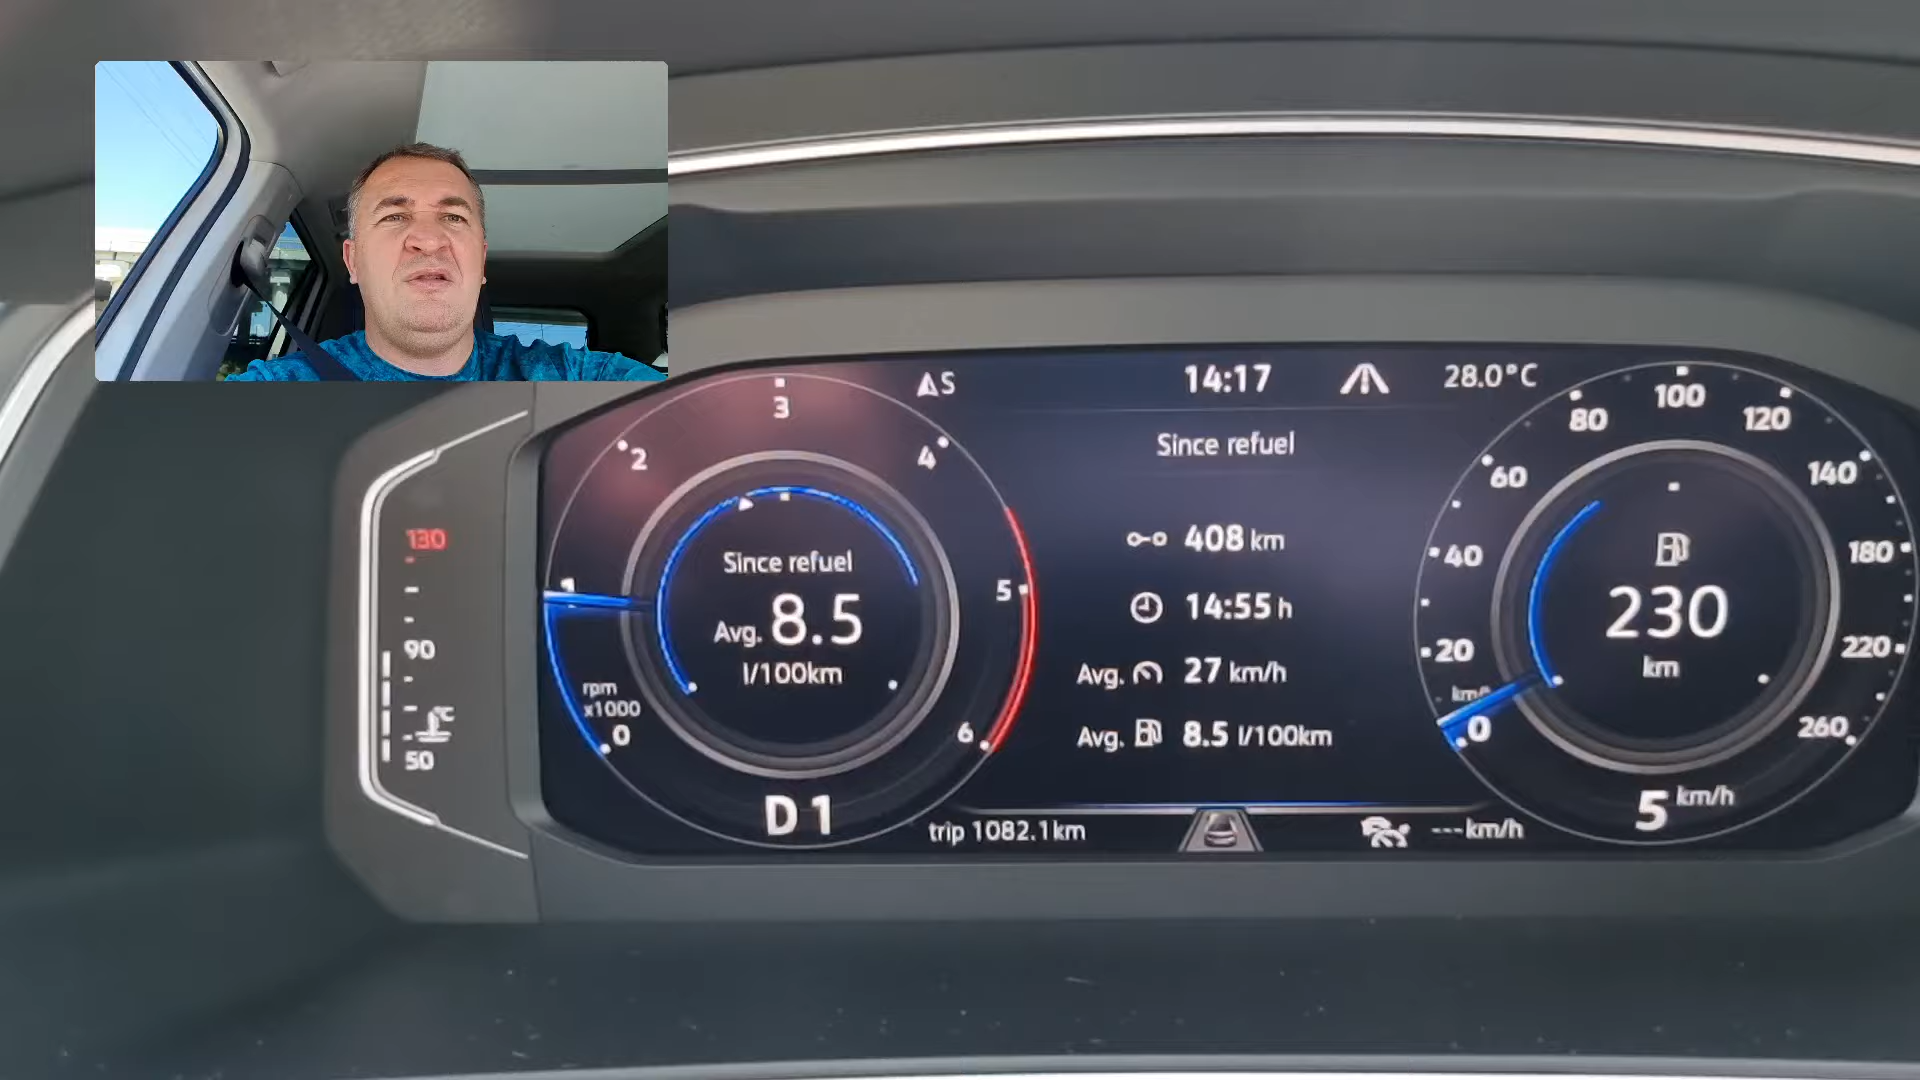 S
14:17
28.0°C
Since refuel
408 km
14:55 h
Avg. 27 km/h
Avg. 8.5 l/100km
trip 1082.1km
--- km/h
130
90
°C
50
0
1
2
3
4
5
6
rpm
x1000
Since refuel
Avg. 8.5
l/100km
D 1
0
20
40
60
80
100
120
140
180
220
260
km/h
230
km
5 km/h